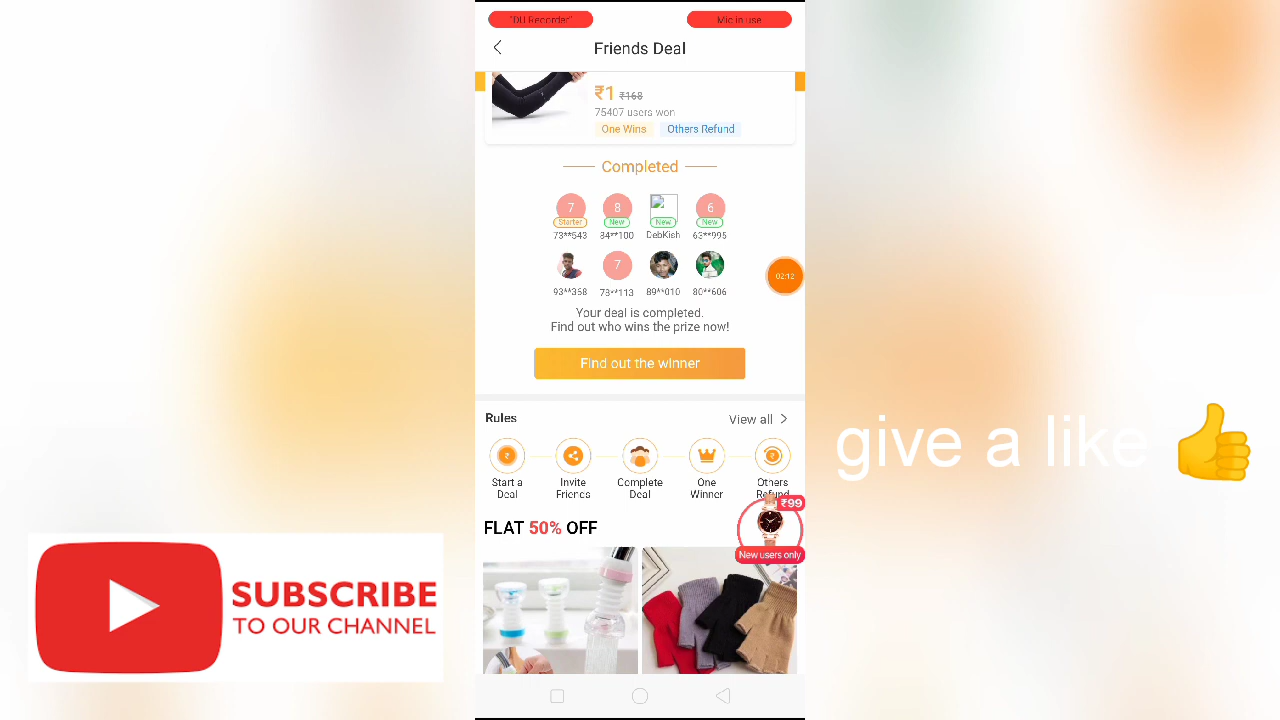 "DU Recorder"
Mic in use
Friends Deal
₹1 ₹168
75407 users won
One Wins Others Refund
Completed
7 8 6
Starter New New New
73**543 84**100 DebKish 63**995
7
93**368 78**113 89**010 80**606
02:12
Your deal is completed.
Find out who wins the prize now!
Find out the winner
Rules View all
Start a Deal
Invite Friends
Complete Deal
One Winner
Others Refund
₹99
New users only
FLAT 50% OFF
give a like
SUBSCRIBE
TO OUR CHANNEL